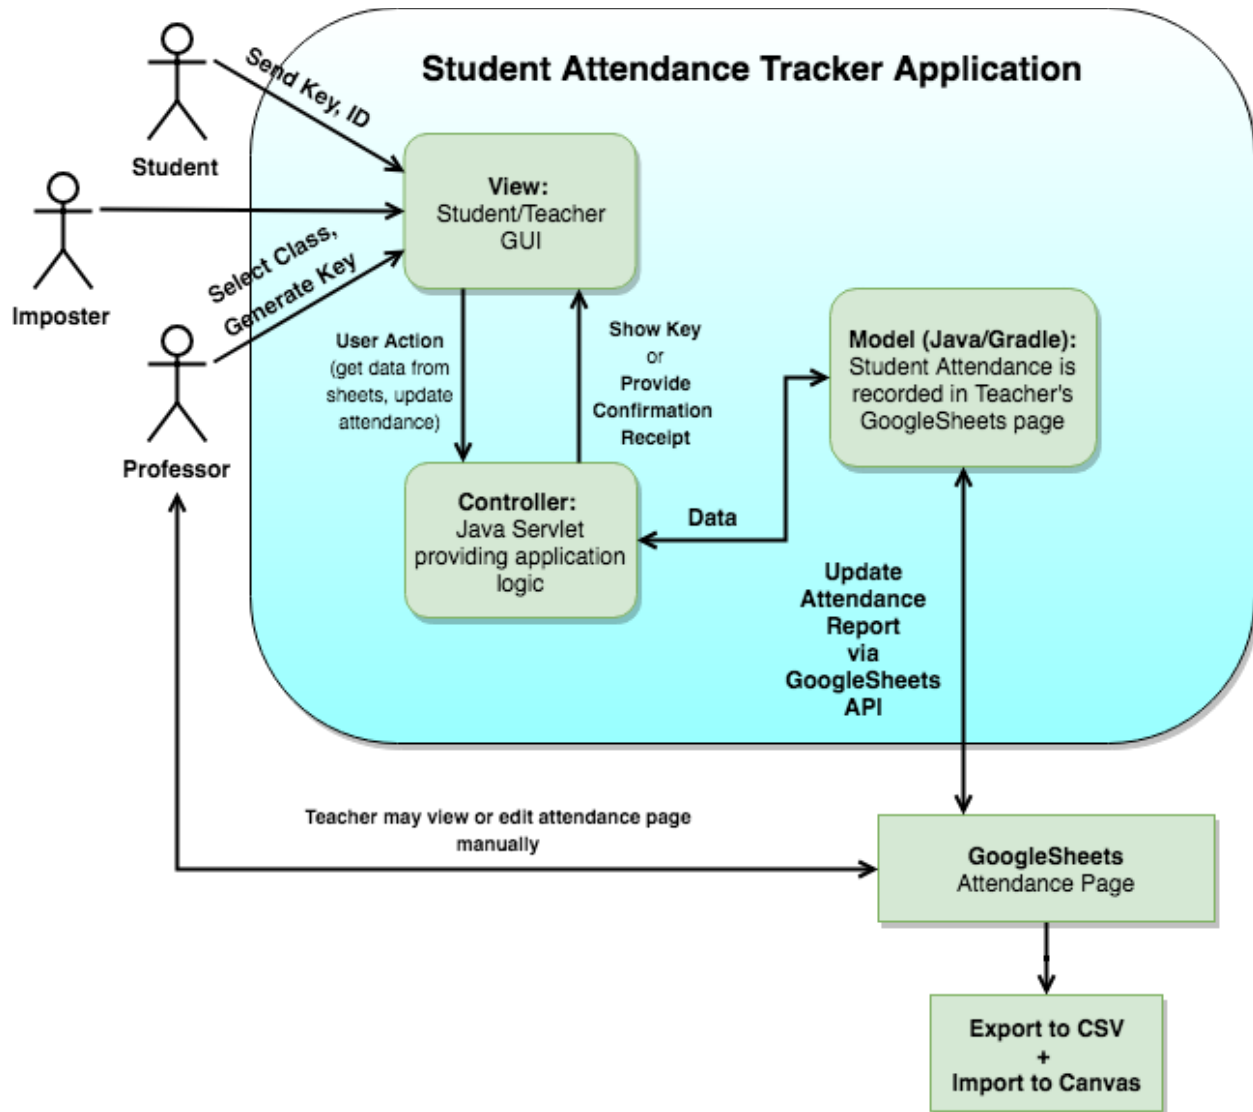 Student Attendance Tracker Application
Send Key, ID
Student
Imposter
Select Class,
Generate Key
Professor
View:
Student/Teacher
GUI
User Action
(get data from
sheets, update
attendance)
Show Key
or
Provide
Confirmation
Receipt
Model (Java/Gradle):
Student Attendance is
recorded in Teacher's
GoogleSheets page
Controller:
Java Servlet
providing application
logic
Data
Update
Attendance
Report
via
GoogleSheets
API
Teacher may view or edit attendance page
manually
GoogleSheets
Attendance Page
Export to CSV
+
Import to Canvas